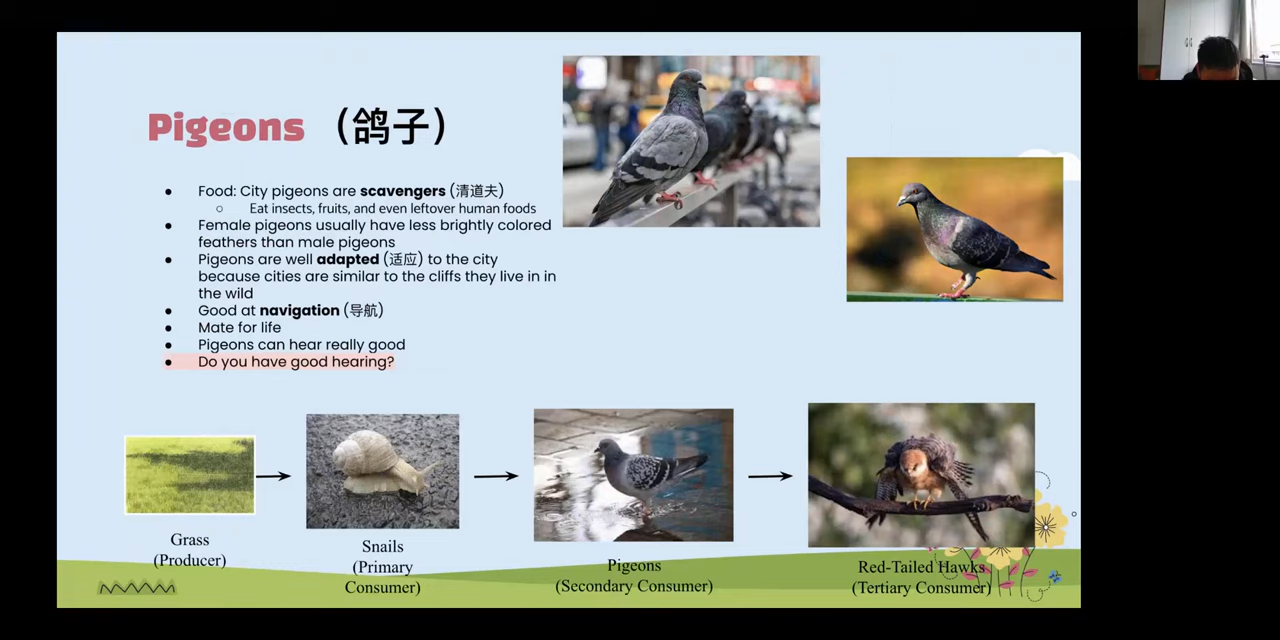 Pigeons （鸽子）
● Food: City pigeons are scavengers (清道夫)
○ Eat insects, fruits, and even leftover human foods
● Female pigeons usually have less brightly colored
feathers than male pigeons
● Pigeons are well adapted (适应) to the city
because cities are similar to the cliffs they live in in
the wild
● Good at navigation (导航)
● Mate for life
● Pigeons can hear really good
● Do you have good hearing?
Grass
(Producer)
Snails
(Primary
Consumer)
Pigeons
(Secondary Consumer)
Red-Tailed Hawks
(Tertiary Consumer)